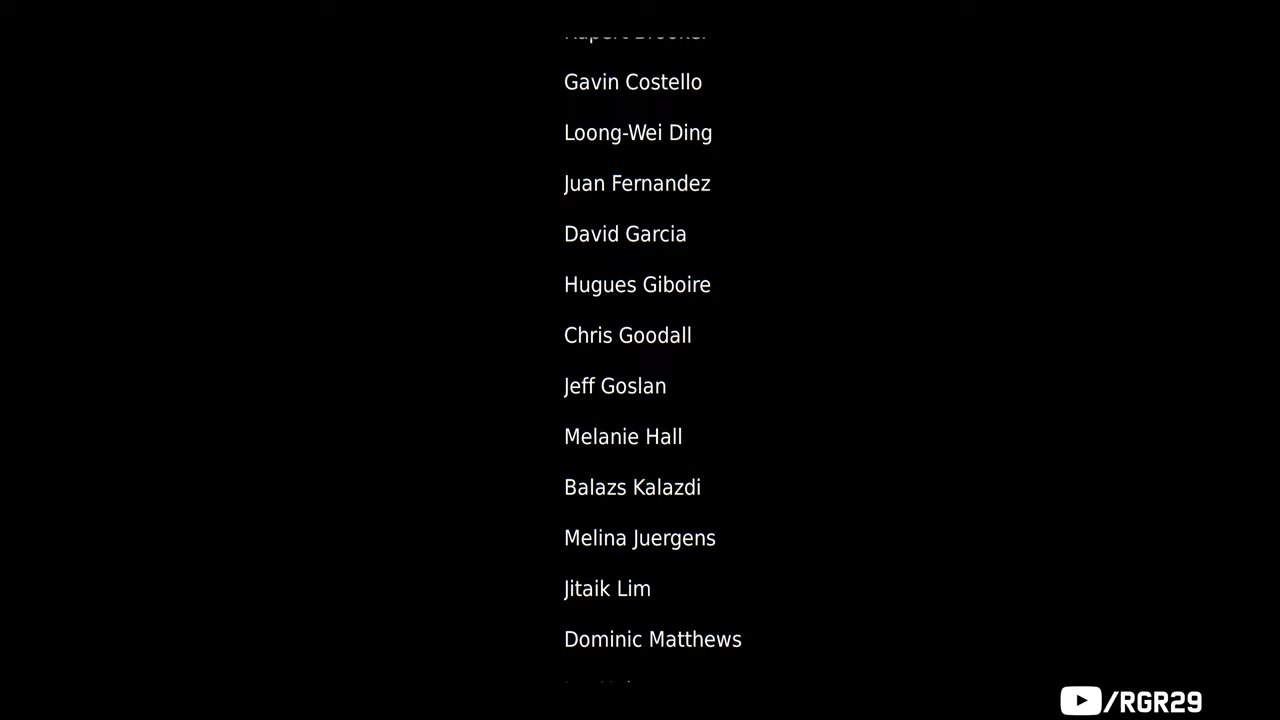 Gavin Costello
Loong-Wei Ding
Juan Fernandez
David Garcia
Hugues Giboire
Chris Goodall
Jeff Goslan
Melanie Hall
Balazs Kalazdi
Melina Juergens
Jitaik Lim
Dominic Matthews
/RGR29